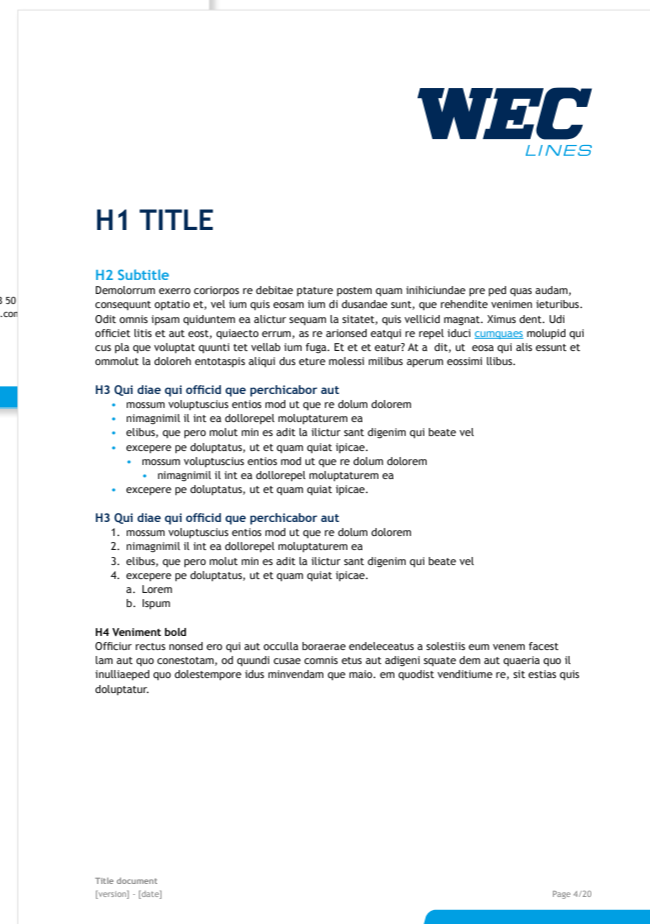 WEC
LINES
H1 TITLE
3 50
.com
H2 Subtitle
Demolorrum exerro coriorpos re debitae ptature postem quam inihiciundae pre ped quas audam,
consequunt optatio et, vel ium quis eosam ium di dusandae sunt, que rehendite venimen ieturibus.
Odit omnis ipsam quiduntem ea alictur sequam la sitatet, quis vellicid magnat. Ximus dent. Udi
officiet litis et aut eost, quiaecto errum, as re arionsed eatqui re repel iduci cumquaes molupid qui
cus pla que voluptat quunti tet vellab ium fuga. Et et et eatur? At a dit, ut eosa qui alis essunt et
ommolut la doloreh entotaspis aliqui dus eture molessi milibus aperum eossimi llibus.
H3 Qui diae qui officid que perchicabor aut
• mossum voluptuscius entios mod ut que re dolum dolorem
• nimagnimil il int ea dollorepel moluptaturem ea
• elibus, que pero molut min es adit la ilictur sant digenim qui beate vel
• excepere pe doluptatus, ut et quam quiat ipicae.
• mossum voluptuscius entios mod ut que re dolum dolorem
• nimagnimil il int ea dollorepel moluptaturem ea
• excepere pe doluptatus, ut et quam quiat ipicae.
H3 Qui diae qui officid que perchicabor aut
1. mossum voluptuscius entios mod ut que re dolum dolorem
2. nimagnimil il int ea dollorepel moluptaturem ea
3. elibus, que pero molut min es adit la ilictur sant digenim qui beate vel
4. excepere pe doluptatus, ut et quam quiat ipicae.
a. Lorem
b. Ispum
H4 Veniment bold
Officiur rectus nonsed ero qui aut occulla boraerae endeleceatus a solestiis eum venem facest
lam aut quo conestotam, od quundi cusae comnis etus aut adigeni squate dem aut quaeria quo il
inulliaeped quo dolestempore idus minvendam que maio. em quodist venditiume re, sit estias quis
doluptatur.
Title document
[version] - [date]
Page 4/20